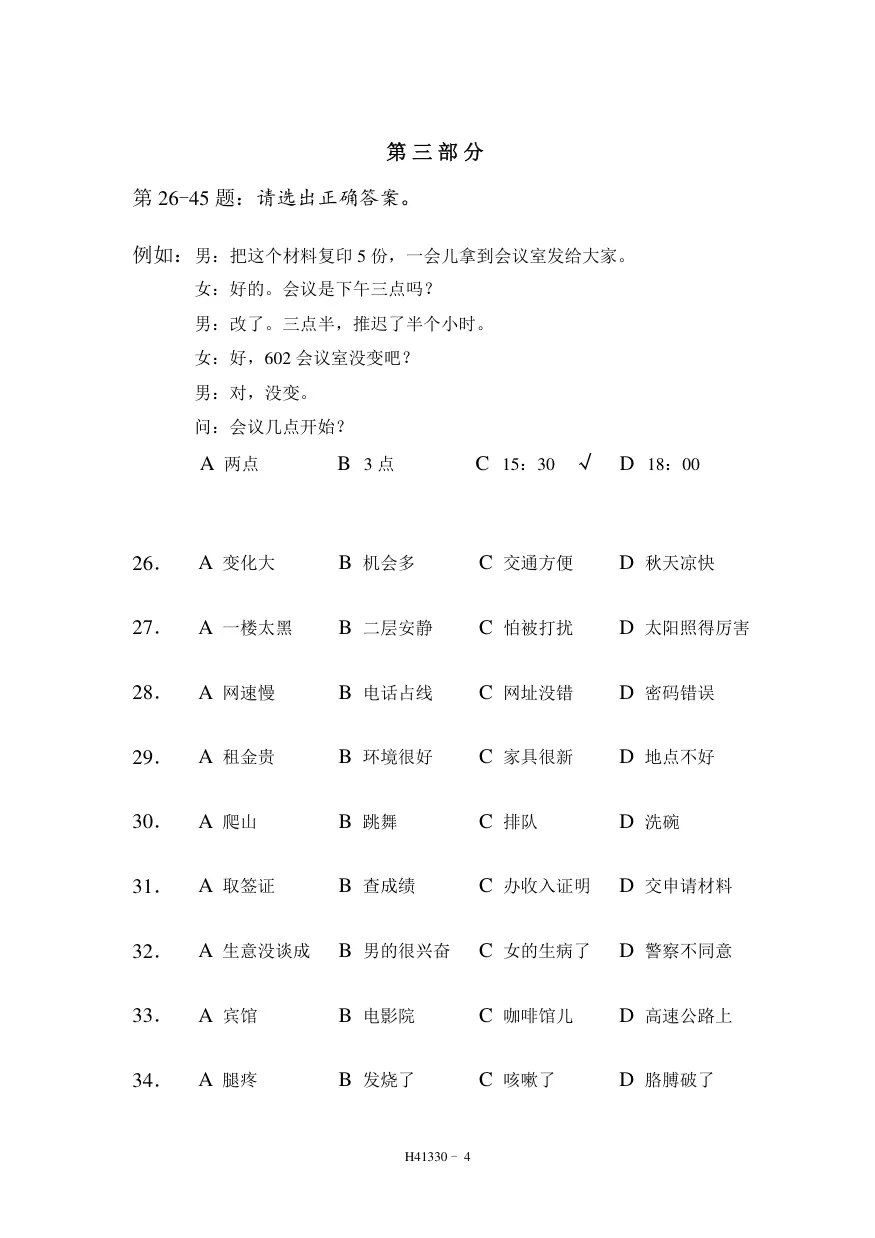 第 三 部 分
第 26-45 题：请选出正确答案。
例如：男：把这个材料复印 5 份，一会儿拿到会议室发给大家。
女：好的。会议是下午三点吗？
男：改了。三点半，推迟了半个小时。
女：好，602 会议室没变吧？
男：对，没变。
问：会议几点开始？
A 两点 B 3 点 C 15：30 √ D 18：00
26． A 变化大 B 机会多 C 交通方便 D 秋天凉快
27． A 一楼太黑 B 二层安静 C 怕被打扰 D 太阳照得厉害
28． A 网速慢 B 电话占线 C 网址没错 D 密码错误
29． A 租金贵 B 环境很好 C 家具很新 D 地点不好
30． A 爬山 B 跳舞 C 排队 D 洗碗
31． A 取签证 B 查成绩 C 办收入证明 D 交申请材料
32． A 生意没谈成 B 男的很兴奋 C 女的生病了 D 警察不同意
33． A 宾馆 B 电影院 C 咖啡馆儿 D 高速公路上
34． A 腿疼 B 发烧了 C 咳嗽了 D 胳膊破了
H41330－ 4